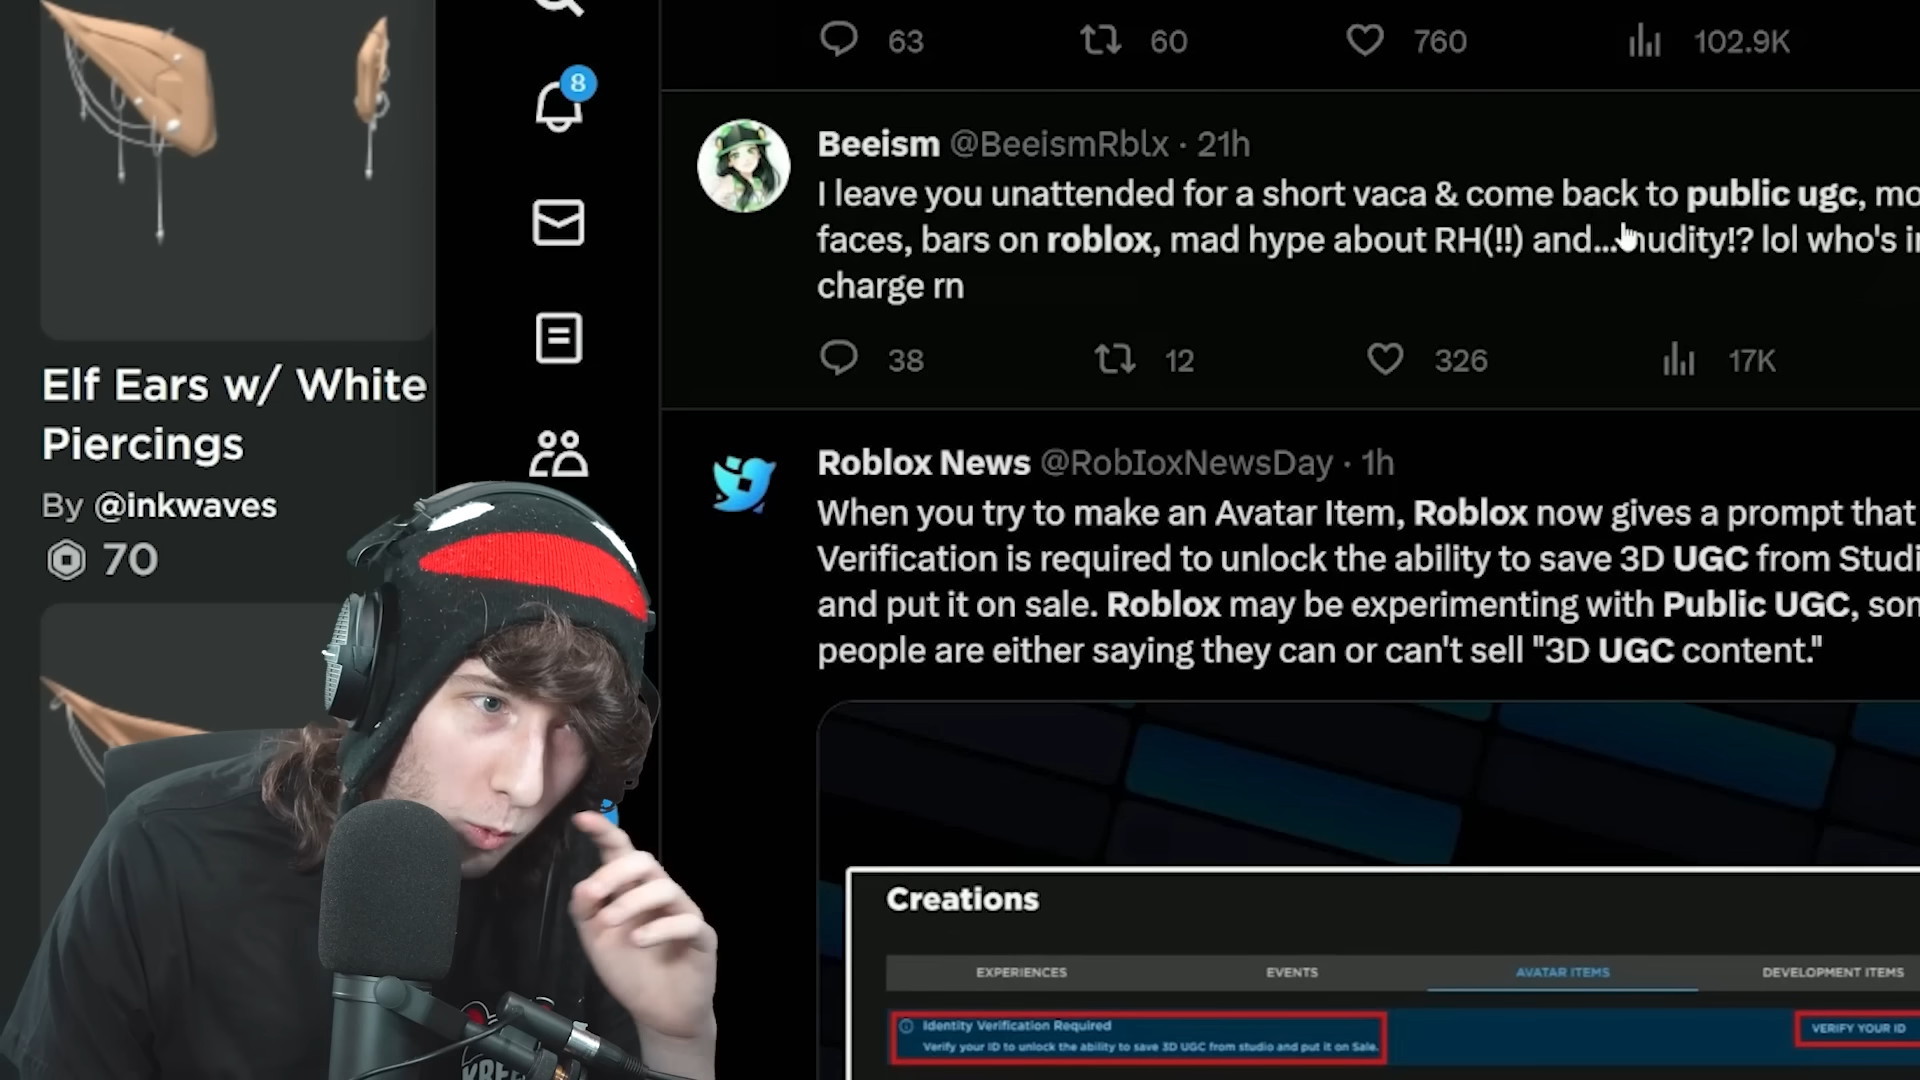 63 60 760 102.9K
8
Beeism @BeeismRblx · 21h
I leave you unattended for a short vaca & come back to public ugc,
faces, bars on roblox, mad hype about RH(!!) and... nudity!? lol who's
charge rn
38 12 326 17K
Elf Ears w/ White
Piercings
By @inkwaves
70
Roblox News @RobIoxNewsDay · 1h
When you try to make an Avatar Item, Roblox now gives a prompt that
Verification is required to unlock the ability to save 3D UGC from
and put it on sale. Roblox may be experimenting with Public UGC,
people are either saying they can or can't sell "3D UGC content."
Creations
EXPERIENCES EVENTS AVATAR ITEMS DEVELOPMENT ITEMS
Identity Verification Required
Verify your ID to unlock the ability to save 3D UGC from studio and put it on Sale.
VERIFY YOUR ID